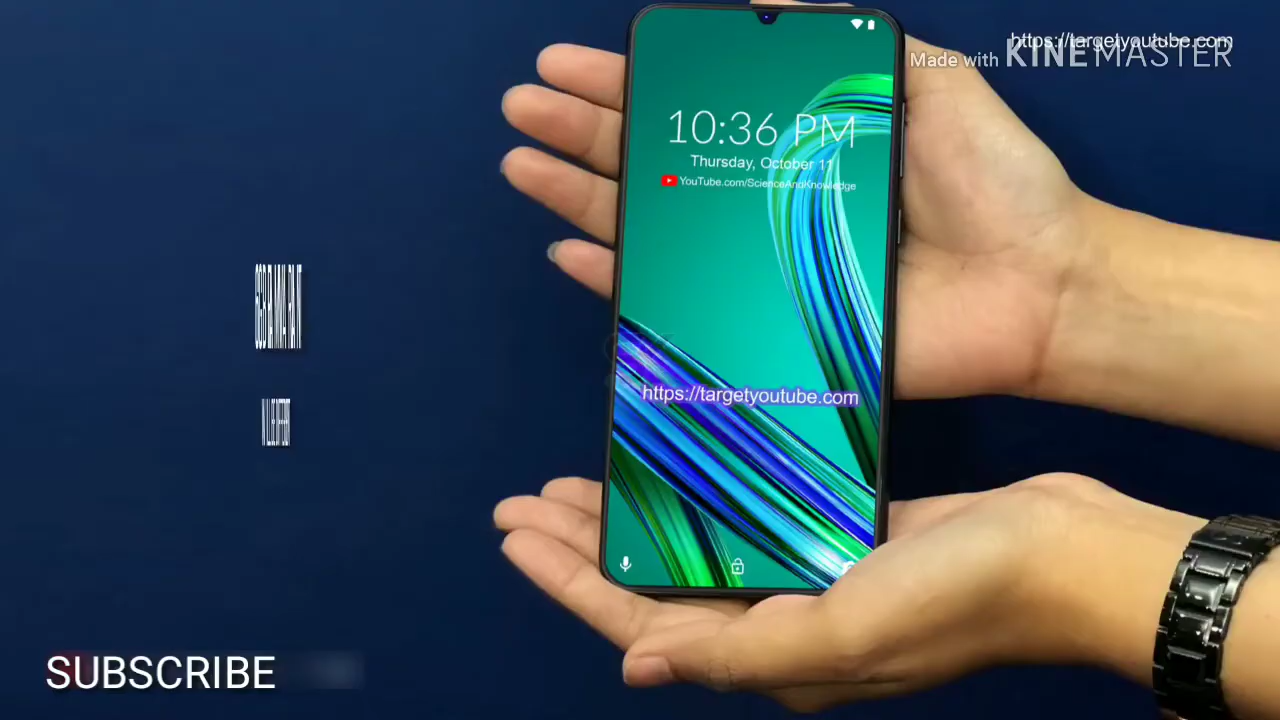 https://targetyoutube.com
Made with KINEMASTER
10:36 PM
Thursday, October 11
YouTube.com/ScienceAndKnowledge
https://targetyoutube.com
SUBSCRIBE